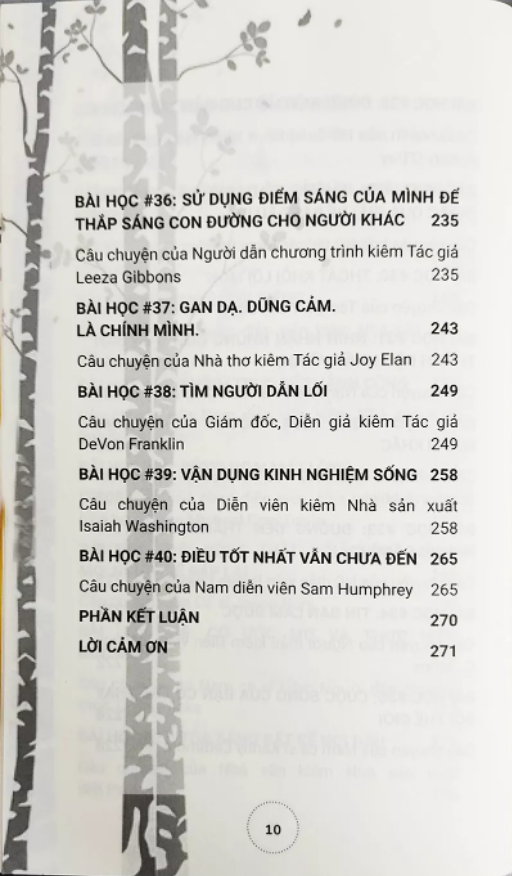 BÀI HỌC #36: SỬ DỤNG ĐIỂM SÁNG CỦA MÌNH ĐỂ
THẮP SÁNG CON ĐƯỜNG CHO NGƯỜI KHÁC 235
Câu chuyện của Người dẫn chương trình kiêm Tác giả
Leeza Gibbons 235
BÀI HỌC #37: GAN DẠ. DŨNG CẢM.
LÀ CHÍNH MÌNH. 243
Câu chuyện của Nhà thơ kiêm Tác giả Joy Elan 243
BÀI HỌC #38: TÌM NGƯỜI DẪN LỐI 249
Câu chuyện của Giám đốc, Diễn giả kiêm Tác giả
DeVon Franklin 249
BÀI HỌC #39: VẬN DỤNG KINH NGHIỆM SỐNG 258
Câu chuyện của Diễn viên kiêm Nhà sản xuất
Isaiah Washington 258
BÀI HỌC #40: ĐIỀU TỐT NHẤT VẪN CHƯA ĐẾN 265
Câu chuyện của Nam diễn viên Sam Humphrey 265
PHẦN KẾT LUẬN 270
LỜI CẢM ƠN 271
10